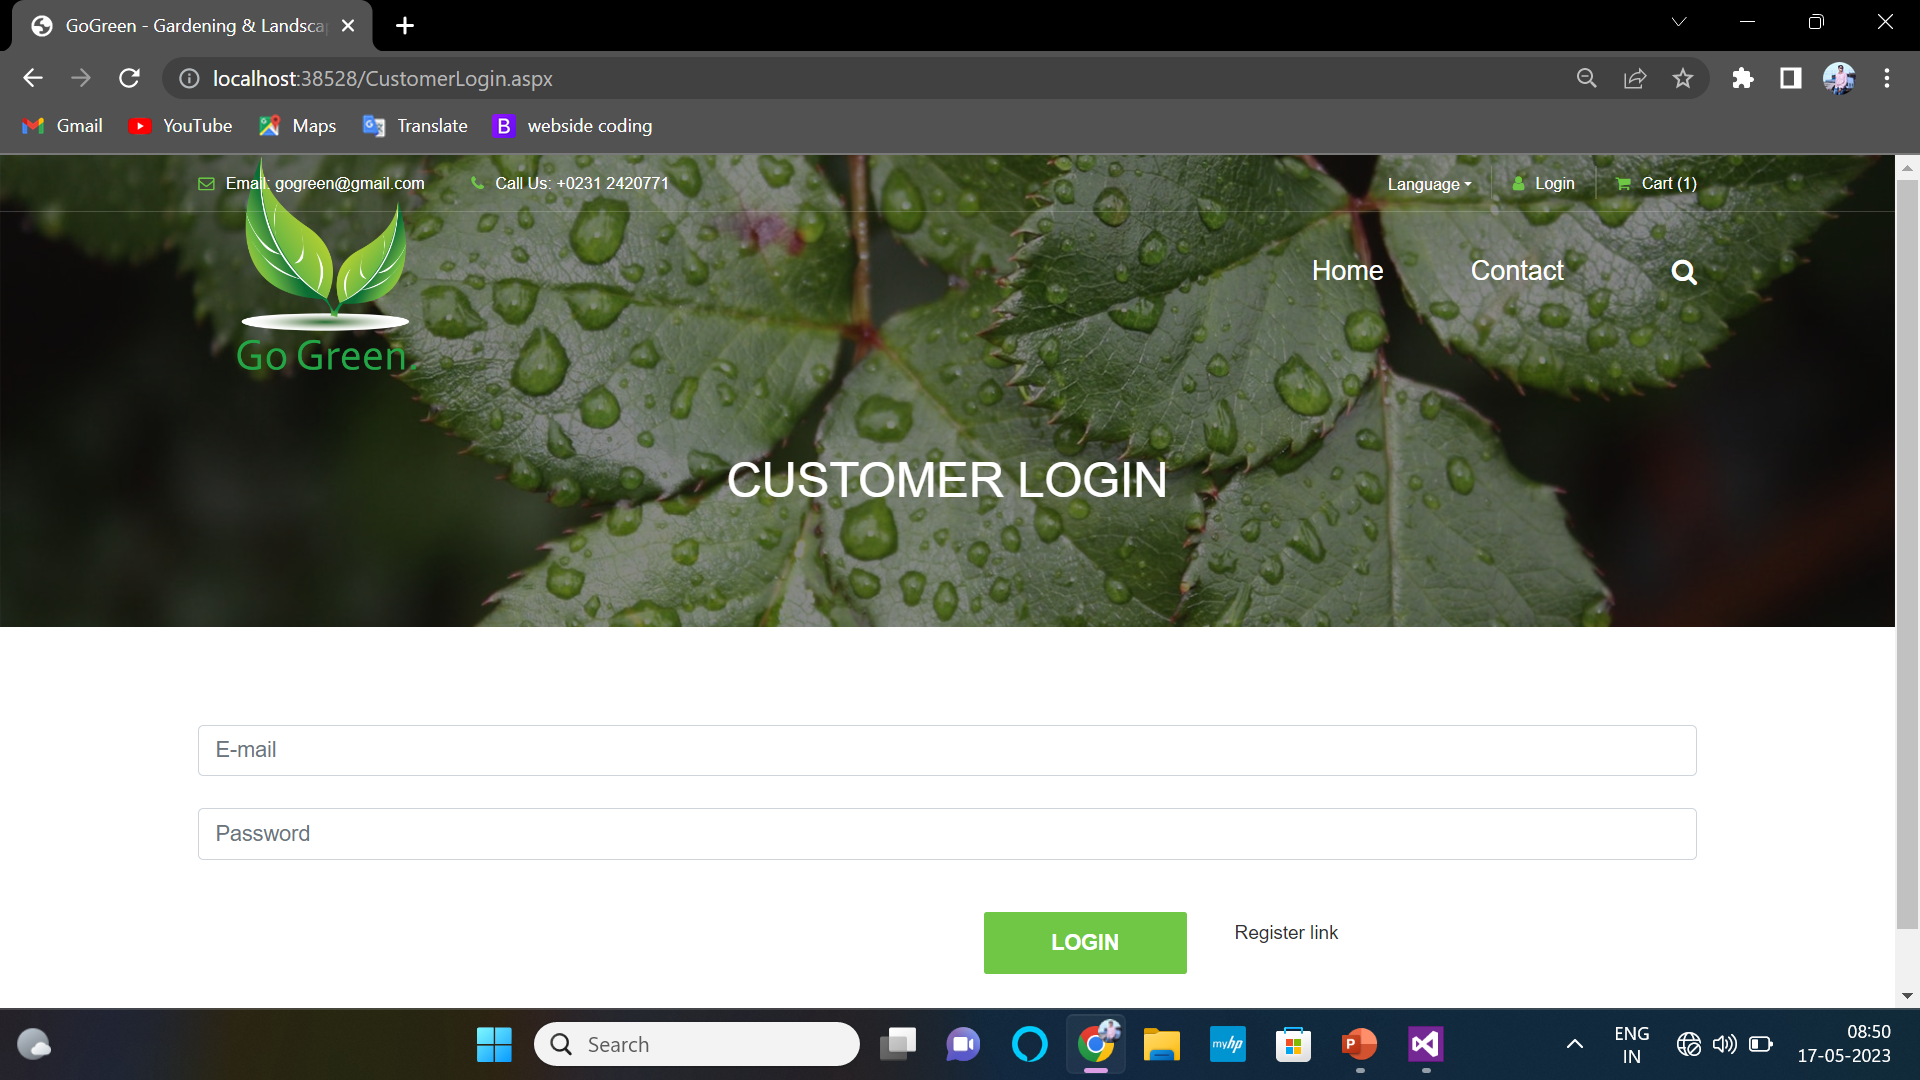 GoGreen - Gardening & Landsca
localhost:38528/CustomerLogin.aspx
Gmail YouTube Maps Translate B webside coding
Email: gogreen@gmail.com Call Us: +0231 2420771 Language Login Cart (1)
Home Contact
Go Green.
CUSTOMER LOGIN
E-mail
Password
LOGIN Register link
Search
myhp
P
ENG
IN
08:50
17-05-2023